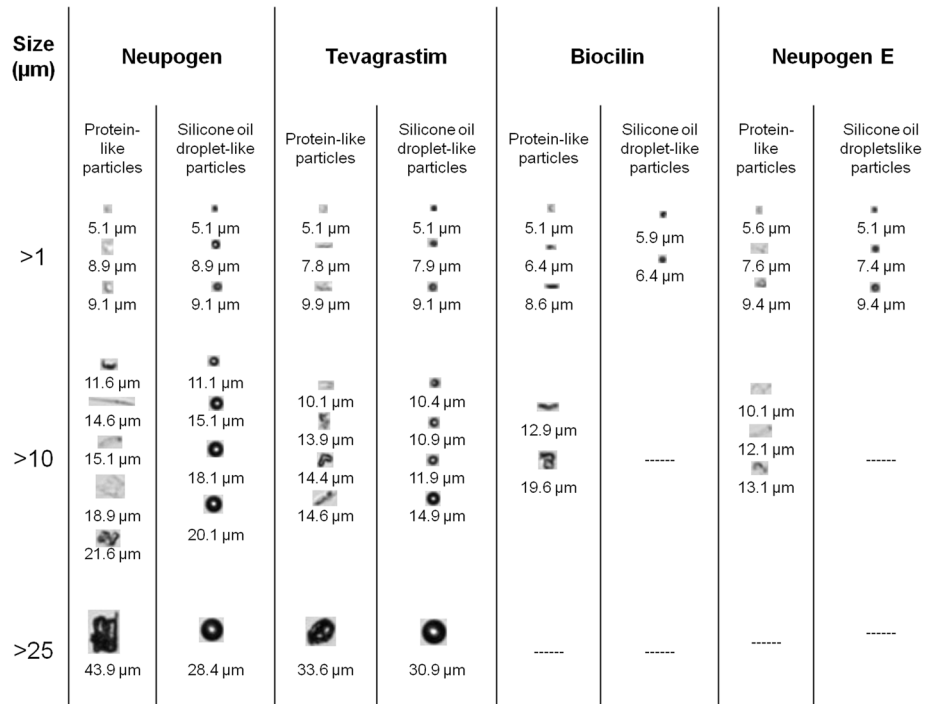 Size
(µm)
Neupogen
Tevagrastim
Biocilin
Neupogen E
Protein-
like
particles
Silicone oil
droplet-like
particles
Protein-like
particles
Silicone oil
droplet-like
particles
Protein-like
particles
Silicone oil
droplet-like
particles
Protein-
like
particles
Silicone oil
dropletslike
particles
>1
5.1 µm
8.9 µm
9.1 µm
5.1 µm
8.9 µm
9.1 µm
5.1 µm
7.8 µm
9.9 µm
5.1 µm
7.9 µm
9.1 µm
5.1 µm
6.4 µm
8.6 µm
5.9 µm
6.4 µm
5.6 µm
7.6 µm
9.4 µm
5.1 µm
7.4 µm
9.4 µm
>10
11.6 µm
14.6 µm
15.1 µm
18.9 µm
21.6 µm
11.1 µm
15.1 µm
18.1 µm
20.1 µm
10.1 µm
13.9 µm
14.4 µm
14.6 µm
10.4 µm
10.9 µm
11.9 µm
14.9 µm
12.9 µm
19.6 µm
------
10.1 µm
12.1 µm
13.1 µm
------
>25
43.9 µm
28.4 µm
33.6 µm
30.9 µm
------
------
------
------